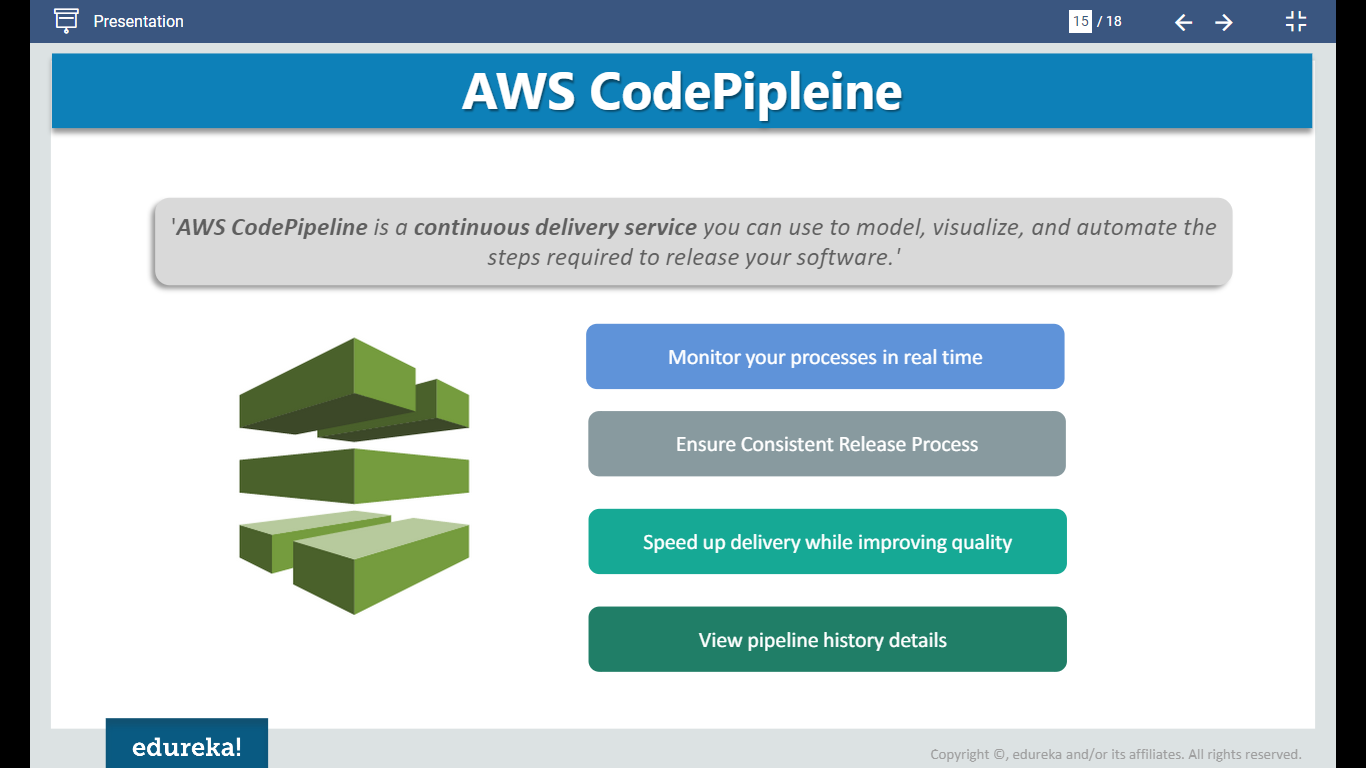 Presentation
15 / 18
AWS CodePipleine
'AWS CodePipeline is a continuous delivery service you can use to model, visualize, and automate the
steps required to release your software.'
Monitor your processes in real time
Ensure Consistent Release Process
Speed up delivery while improving quality
View pipeline history details
edureka!
Copyright ©, edureka and/or its affiliates. All rights reserved.